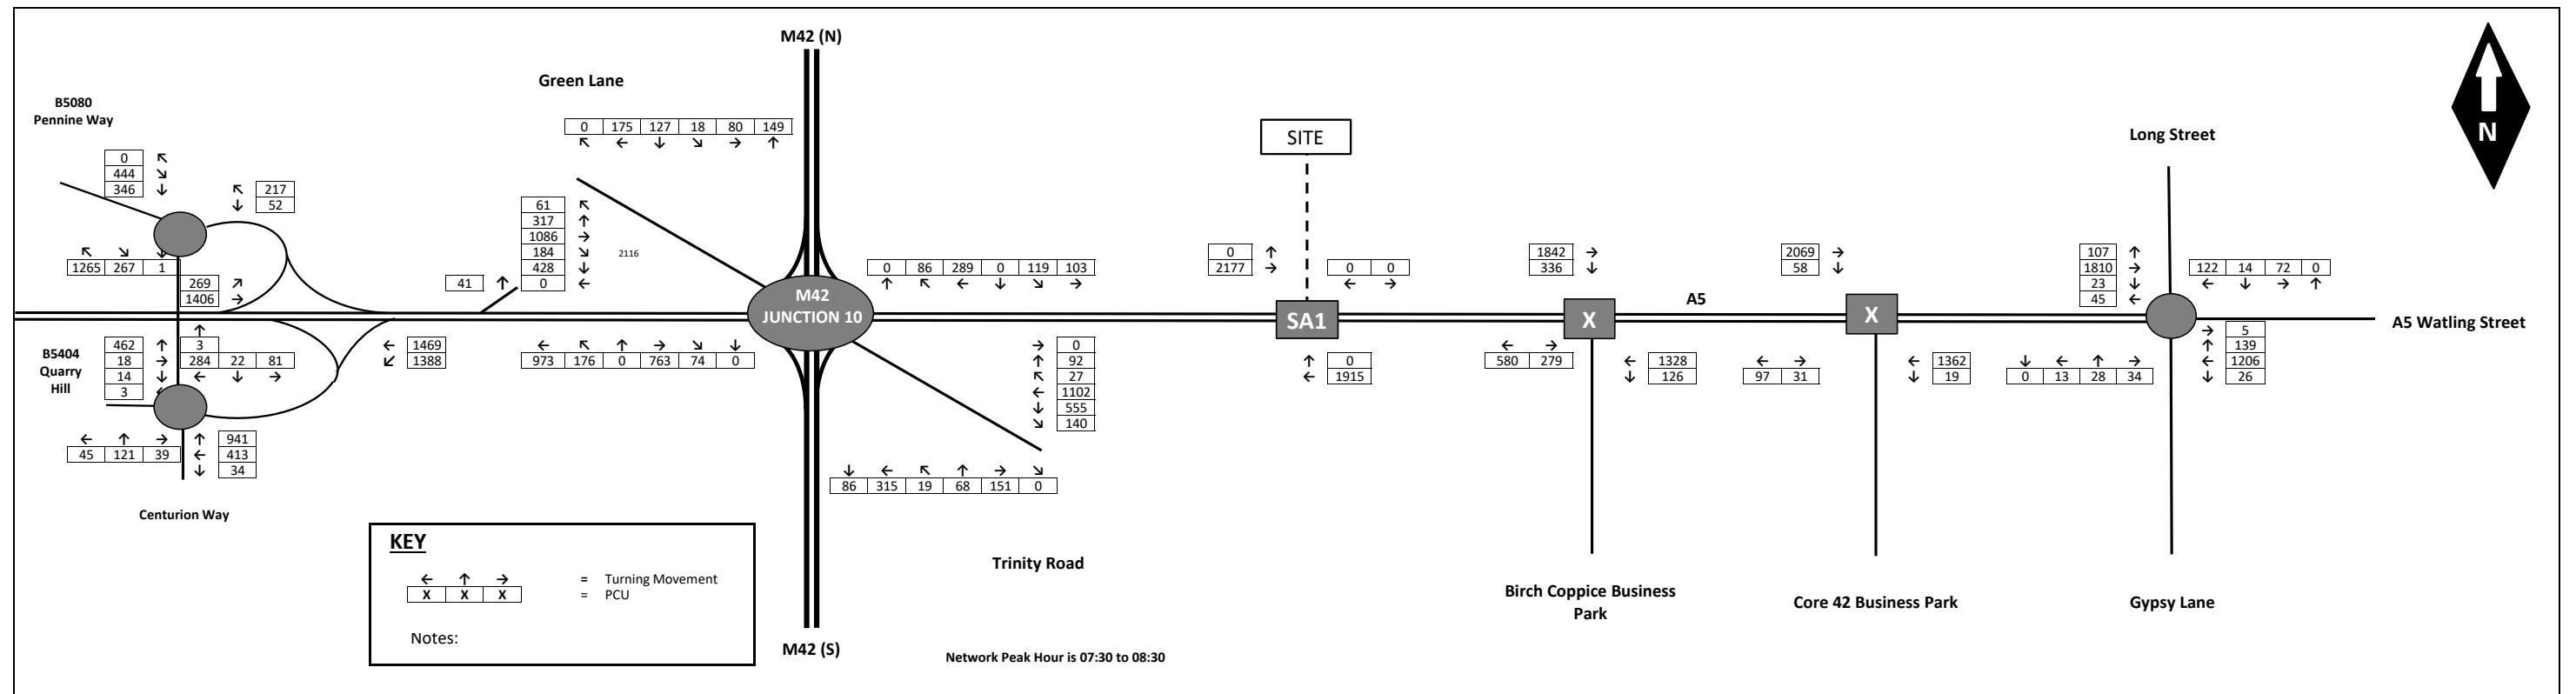 M42 (N)
Green Lane
B5080
Pennine Way
Long Street
N
SITE
0 175 127 18 80 149
↖ ← ↓ ↘ → ↑
0 ↖
444 ↘
346 ↓
↖ 217
↓ 52
↖ ↘ ↓
1265 267 1
269 ↗
1406 →
41 ↑
61 ↖
317 ↑
1086 →
184 ↘
428 ↓
0 ←
2116
0 86 289 0 119 103
↑ ↖ ← ↓ ↘ →
M42
JUNCTION 10
0 ↑
2177 →
0 0
← →
SA1
1842 →
336 ↓
X
A5
2069 →
58 ↓
X
107 ↑
1810 →
23 ↓
45 ←
122 14 72 0
← ↓ → ↑
A5 Watling Street
B5404
Quarry
Hill
462 ↑
18 →
14 ↓
3 ←
↑
3
284 22 81
← ↓ →
← 1469
↙ 1388
← ↖ ↑ → ↘ ↓
973 176 0 763 74 0
→ 0
↑ 92
↖ 27
← 1102
↓ 555
↘ 140
↑ 0
← 1915
← →
580 279
← 1328
↓ 126
← →
97 31
← 1362
↓ 19
↓ ← ↑ →
0 13 28 34
→ 5
↑ 139
← 1206
↓ 26
← ↑ →
45 121 39
↑ 941
← 413
↓ 34
↓ ← ↖ ↑ → ↘
86 315 19 68 151 0
Centurion Way
KEY
← ↑ → = Turning Movement
X X X = PCU
Notes:
Trinity Road
Birch Coppice Business
Park
Core 42 Business Park
Gypsy Lane
M42 (S)
Network Peak Hour is 07:30 to 08:30